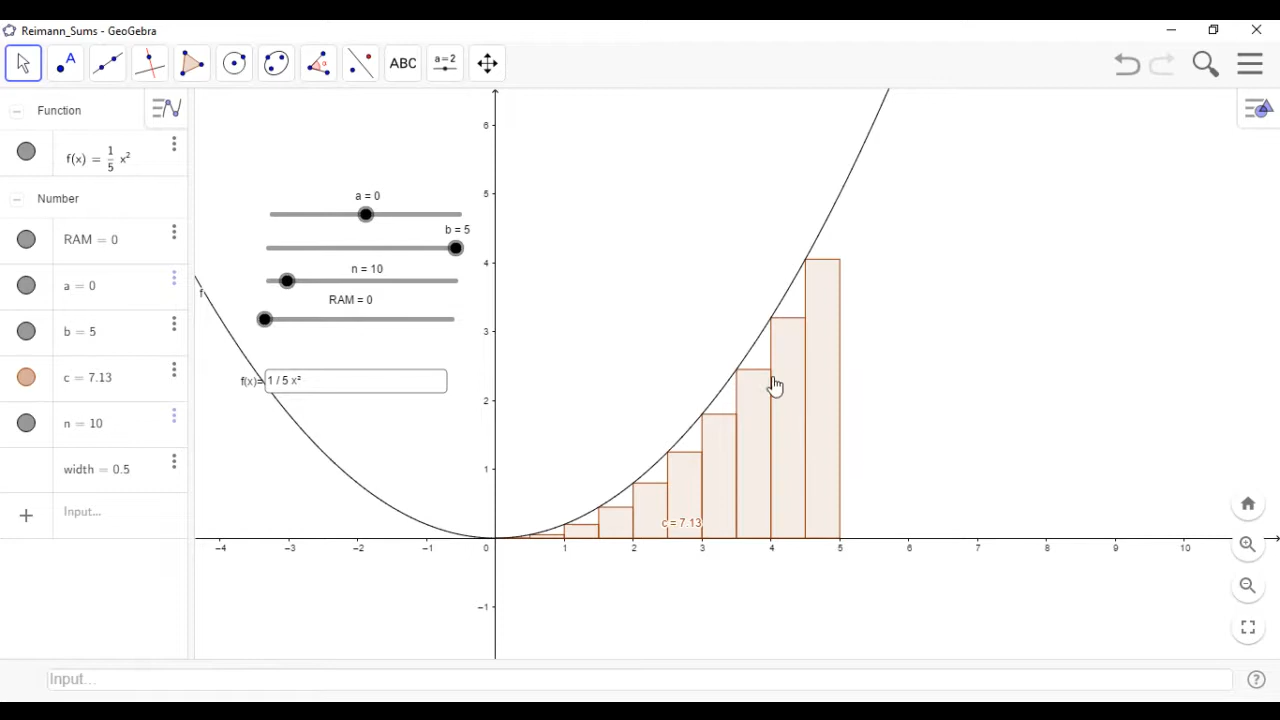 Reimann_Sums - GeoGebra
ABC
a=2
Function
f(x) = 1/5 x²
Number
RAM = 0
a = 0
b = 5
c = 7.13
n = 10
width = 0.5
Input...
a = 0
b = 5
n = 10
RAM = 0
f(x)= 1 / 5 x²
f
c = 7.13
6
5
4
3
2
1
−1
−4 −3 −2 −1 0 1 2 3 4 5 6 7 8 9 10
Input...
?